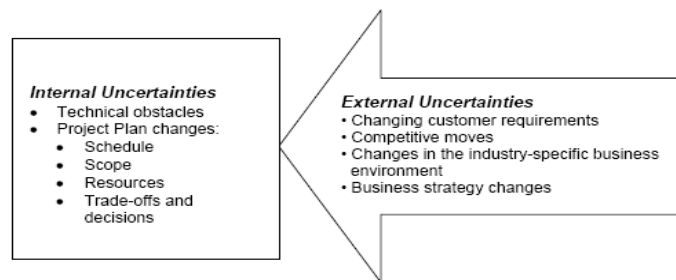 Internal Uncertainties
• Technical obstacles
• Project Plan changes:
• Schedule
• Scope
• Resources
• Trade-offs and
decisions
External Uncertainties
• Changing customer requirements
• Competitive moves
• Changes in the industry-specific business
environment
• Business strategy changes